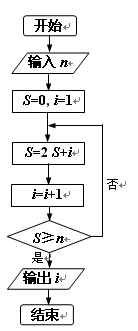 开始
输入 n
S=0, i=1
S=2 S+i
i=i+1
否
S≥n
是
输出 i
结束